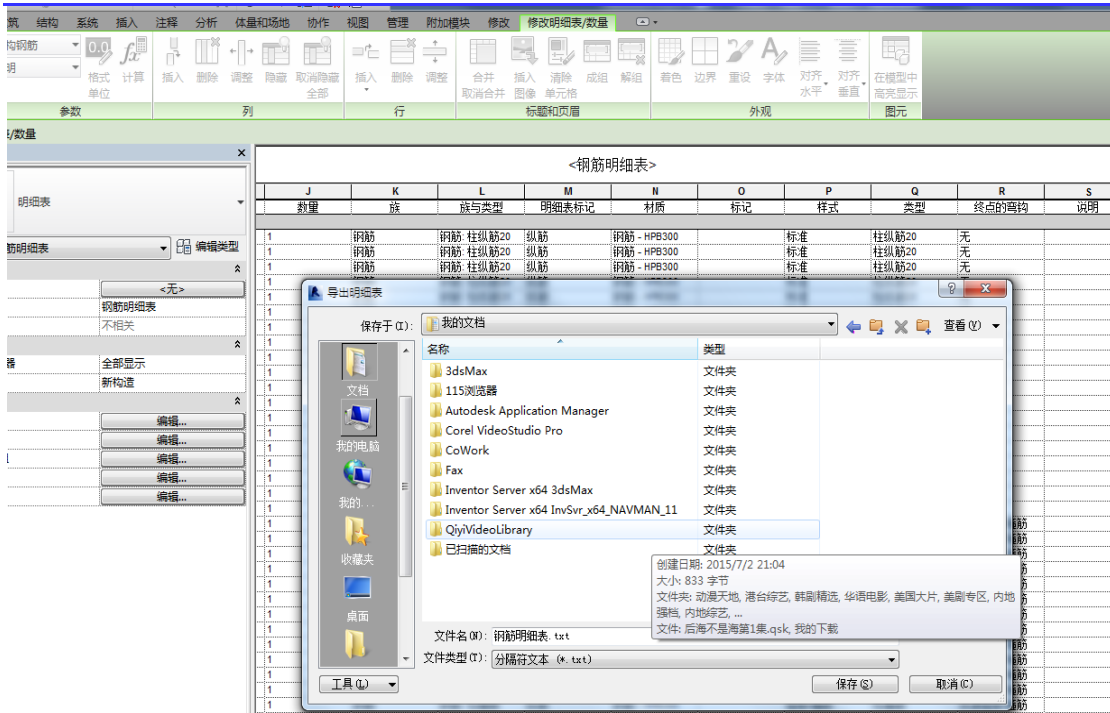 筑 结构 系统 插入 注释 分析 体量和场地 协作 视图 管理 附加模块 修改 修改明细表/数量
构钢筋
明
0.0
fx
格式 单位
计算
插入 删除 调整 隐藏 取消隐藏 全部
插入 删除 调整
合并 取消合并
插入 图像
清除 单元格
成组 解组
着色 边界 重设 字体
对齐 水平
对齐 垂直
在模型中 高亮显示
参数 列 行 标题和页眉 外观 图元
表/数量
明细表
筋明细表
编辑类型
<无>
钢筋明细表
不相关
器 全部显示
新构造
编辑...
编辑...
编辑...
编辑...
编辑...
<钢筋明细表>
J K L M N O P Q R S
数量 族 族与类型 明细表标记 材质 标记 样式 类型 终点的弯钩 说明
1 钢筋 钢筋: 柱纵筋20 纵筋 钢筋 - HPB300 标准 柱纵筋20 无
1 钢筋 钢筋: 柱纵筋20 纵筋 钢筋 - HPB300 标准 柱纵筋20 无
1 钢筋 钢筋: 柱纵筋20 纵筋 钢筋 - HPB300 标准 柱纵筋20 无
导出明细表
保存于(I): 我的文档 查看(V)
名称 类型
3dsMax 文件夹
115浏览器 文件夹
Autodesk Application Manager 文件夹
Corel VideoStudio Pro 文件夹
CoWork 文件夹
Fax 文件夹
Inventor Server x64 3dsMax 文件夹
Inventor Server x64 InvSvr_x64_NAVMAN_11 文件夹
QiyiVideoLibrary 文件夹
已扫描的文档 文件夹
文档
我的电脑
我的...
收藏夹
桌面
创建日期: 2015/7/2 21:04
大小: 833 字节
文件夹: 动漫天地, 港台综艺, 韩剧精选, 华语电影, 美国大片, 美剧专区, 内地
强档, 内地综艺, ...
文件: 后海不是海第1集.qsk, 我的下载
文件名(N): 钢筋明细表.txt
文件类型(T): 分隔符文本 (*.txt)
工具(L) 保存(S) 取消(C)